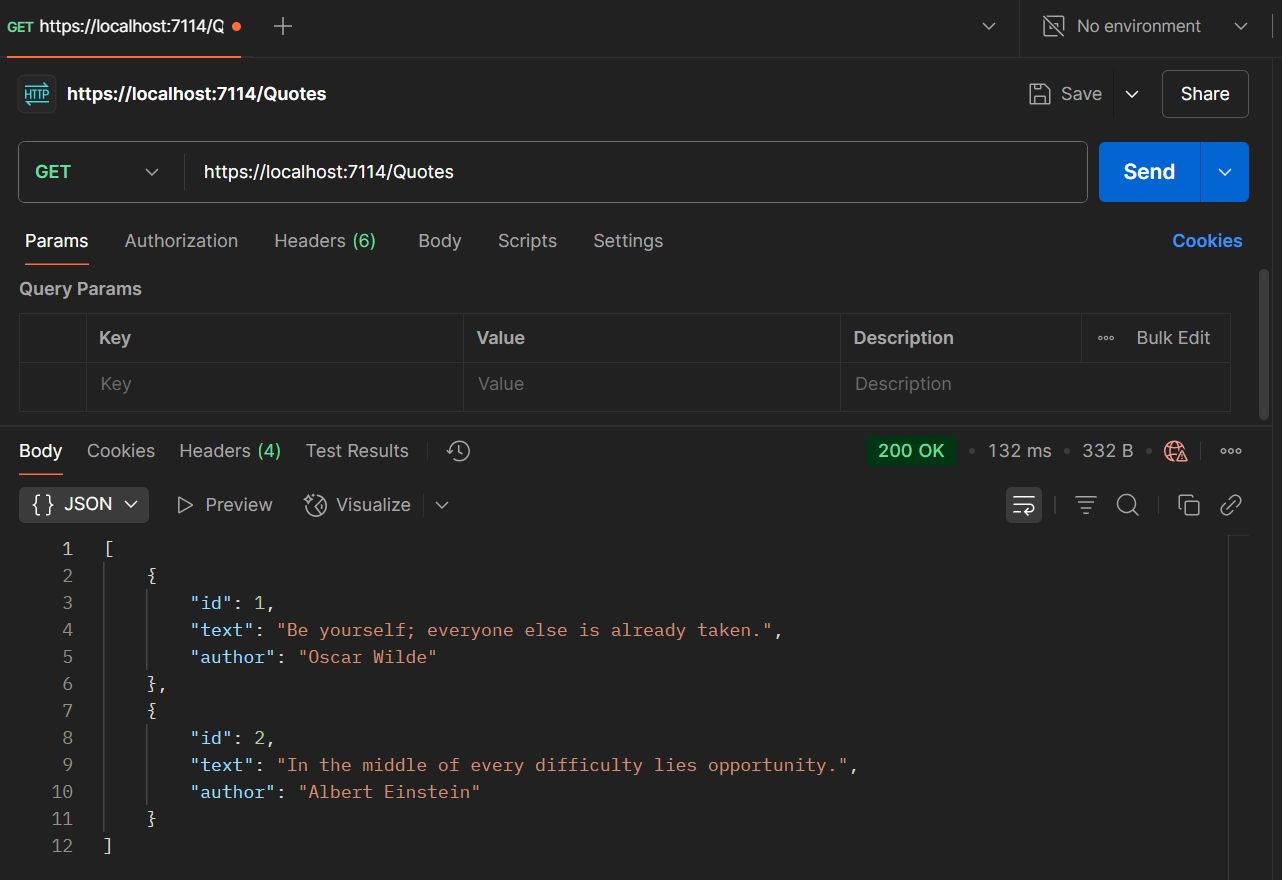 GET https://localhost:7114/Q
No environment
HTTP https://localhost:7114/Quotes
Save
Share
GET https://localhost:7114/Quotes
Send
Params Authorization Headers (6) Body Scripts Settings Cookies
Query Params
Key Value Description Bulk Edit
Key Value Description
Body Cookies Headers (4) Test Results 200 OK 132 ms 332 B
{} JSON Preview Visualize
1 [
2 {
3 "id": 1,
4 "text": "Be yourself; everyone else is already taken.",
5 "author": "Oscar Wilde"
6 },
7 {
8 "id": 2,
9 "text": "In the middle of every difficulty lies opportunity.",
10 "author": "Albert Einstein"
11 }
12 ]